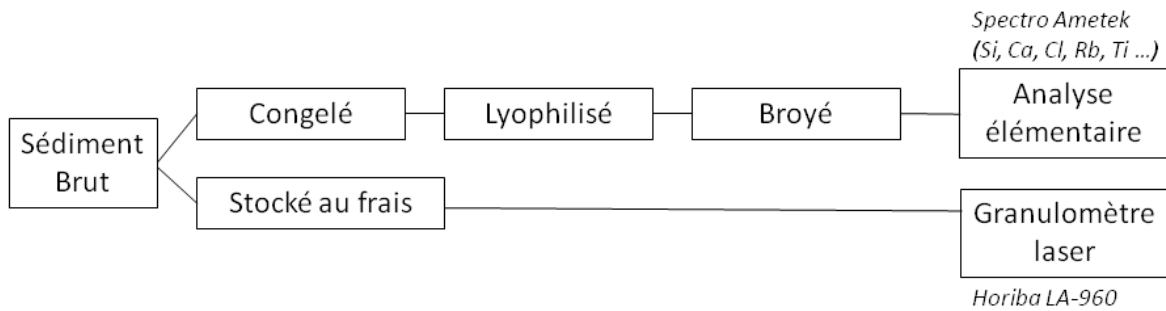 Spectro Ametek
(Si, Ca, Cl, Rb, Ti ...)
Sédiment
Brut
Congelé
Lyophilisé
Broyé
Analyse
élémentaire
Stocké au frais
Granulomètre
laser
Horiba LA-960